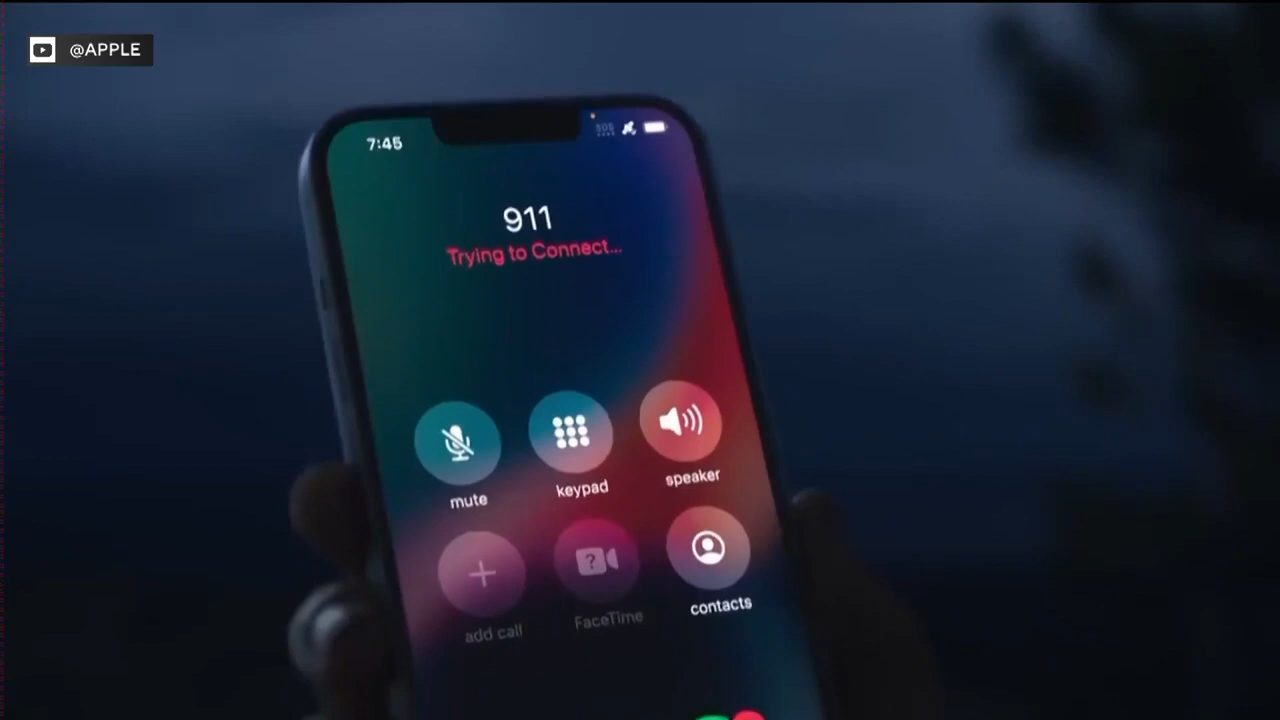 @APPLE
7:45
SOS
911
Trying to Connect...
mute
keypad
speaker
add call
FaceTime
contacts